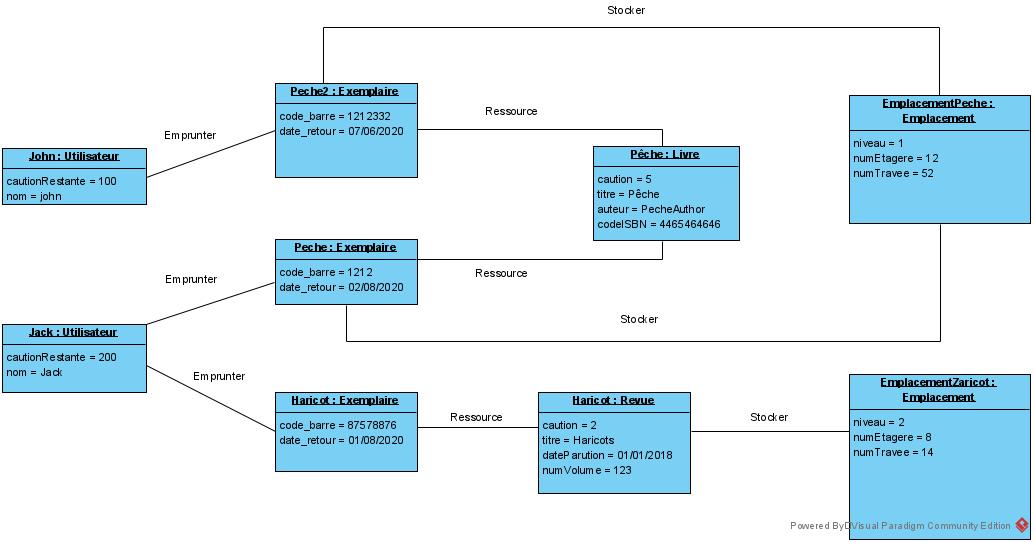 Stocker
Peche2 : Exemplaire
code_barre = 1212332
date_retour = 07/06/2020
Emprunter
Ressource
EmplacementPeche :
Emplacement
niveau = 1
numEtagere = 12
numTravee = 52
John : Utilisateur
cautionRestante = 100
nom = john
Pêche : Livre
caution = 5
titre = Pêche
auteur = PecheAuthor
codeISBN = 4465464646
Peche : Exemplaire
code_barre = 1212
date_retour = 02/08/2020
Ressource
Emprunter
Stocker
Jack : Utilisateur
cautionRestante = 200
nom = Jack
Emprunter
Haricot : Exemplaire
code_barre = 87578876
date_retour = 01/08/2020
Ressource
Haricot : Revue
caution = 2
titre = Haricots
dateParution = 01/01/2018
numVolume = 123
Stocker
EmplacementZaricot :
Emplacement
niveau = 2
numEtagere = 8
numTravee = 14
Powered ByDVisual Paradigm Community Edition